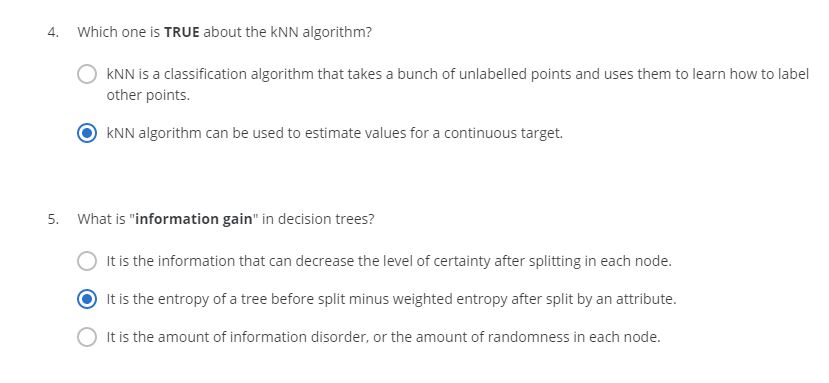 4. Which one is TRUE about the kNN algorithm?
kNN is a classification algorithm that takes a bunch of unlabelled points and uses them to learn how to label
other points.
kNN algorithm can be used to estimate values for a continuous target.
5. What is "information gain" in decision trees?
It is the information that can decrease the level of certainty after splitting in each node.
It is the entropy of a tree before split minus weighted entropy after split by an attribute.
It is the amount of information disorder, or the amount of randomness in each node.